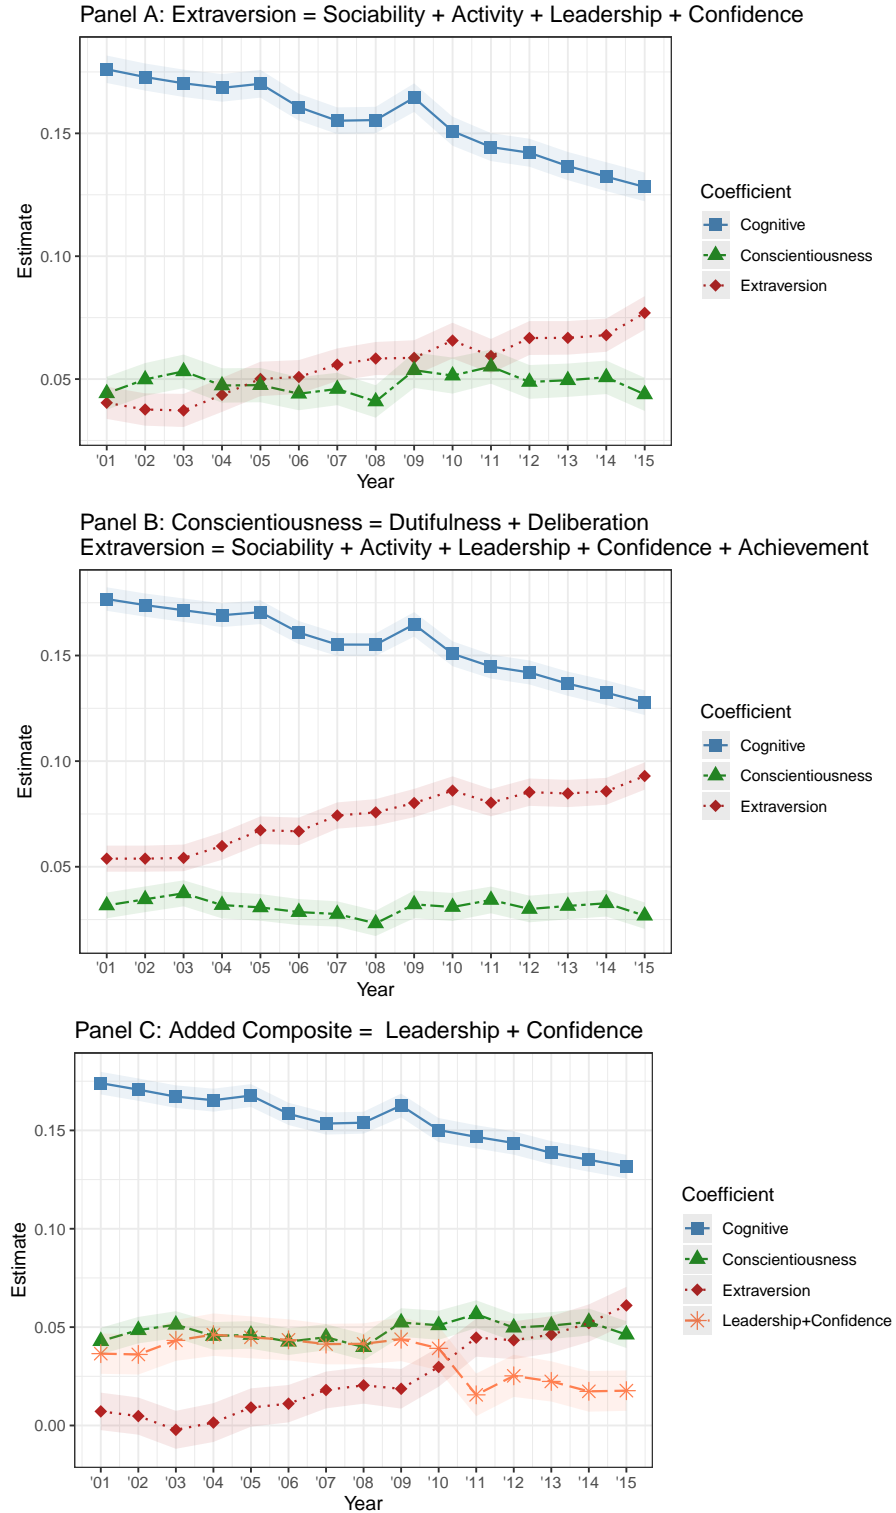 Panel A: Extraversion = Sociability + Activity + Leadership + Confidence
0.15
0.10
0.05
Estimate
'01 '02 '03 '04 '05 '06 '07 '08 '09 '10 '11 '12 '13 '14 '15
Year
Coefficient
Cognitive
Conscientiousness
Extraversion
Panel B: Conscientiousness = Dutifulness + Deliberation
Extraversion = Sociability + Activity + Leadership + Confidence + Achievement
0.15
0.10
0.05
Estimate
'01 '02 '03 '04 '05 '06 '07 '08 '09 '10 '11 '12 '13 '14 '15
Year
Coefficient
Cognitive
Conscientiousness
Extraversion
Panel C: Added Composite = Leadership + Confidence
0.15
0.10
0.05
0.00
Estimate
'01 '02 '03 '04 '05 '06 '07 '08 '09 '10 '11 '12 '13 '14 '15
Year
Coefficient
Cognitive
Conscientiousness
Extraversion
Leadership+Confidence